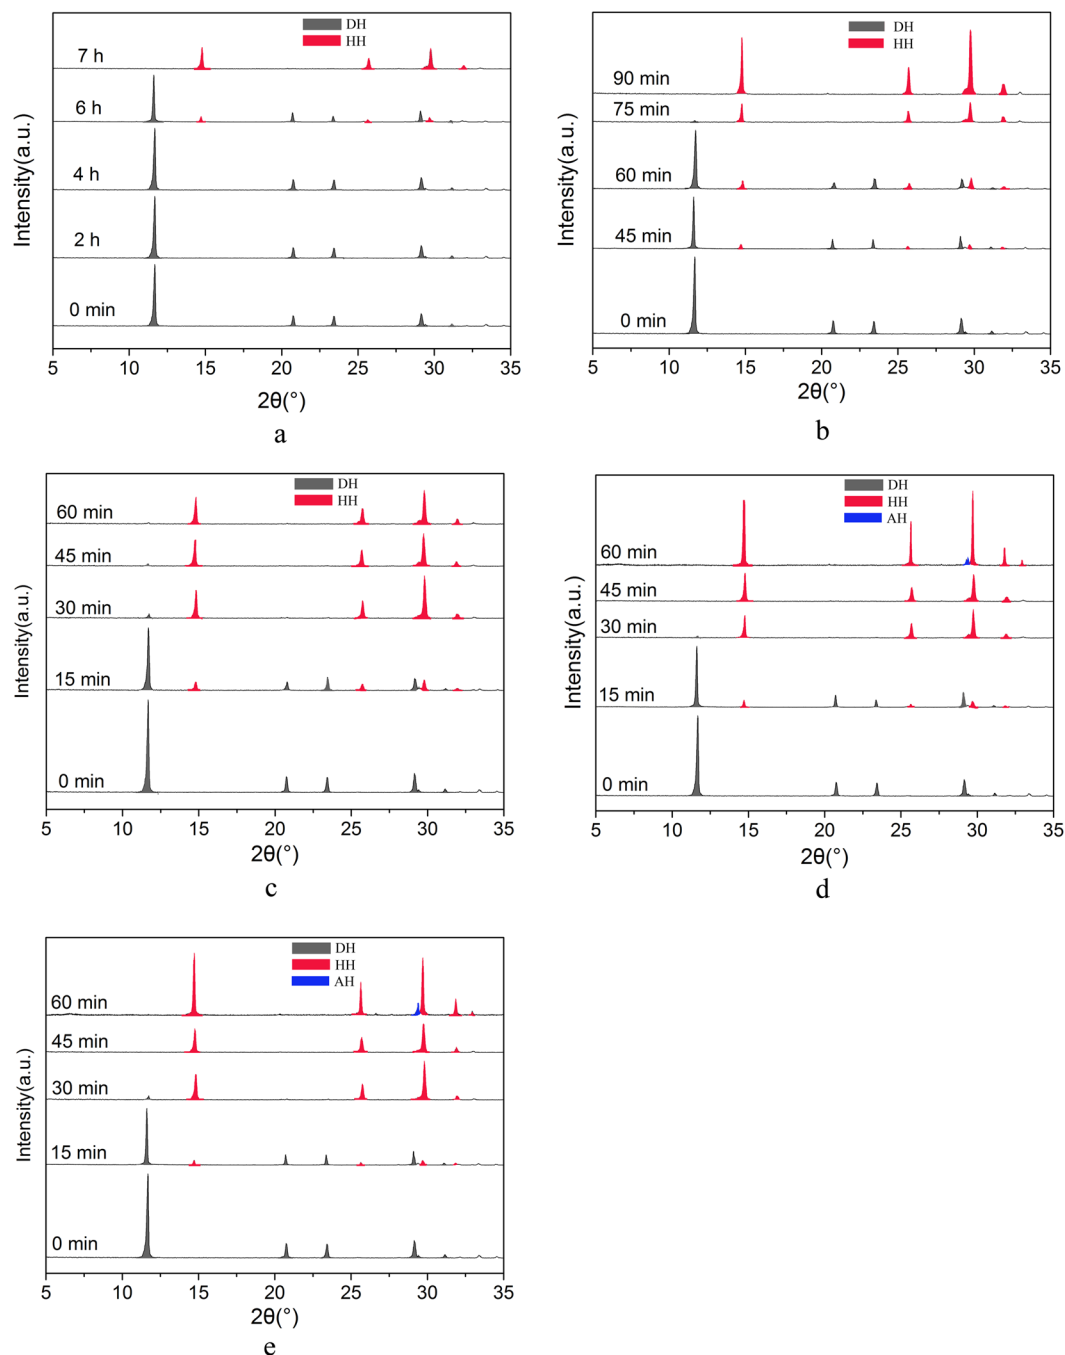 DH
HH
7 h
6 h
4 h
2 h
0 min
Intensity(a.u.)
5 10 15 20 25 30 35
2θ(°)
a
DH
HH
90 min
75 min
60 min
45 min
0 min
Intensity(a.u.)
5 10 15 20 25 30 35
2θ(°)
b
DH
HH
60 min
45 min
30 min
15 min
0 min
Intensity(a.u.)
5 10 15 20 25 30 35
2θ(°)
c
DH
HH
AH
60 min
45 min
30 min
15 min
0 min
Intensity(a.u.)
5 10 15 20 25 30 35
2θ(°)
d
DH
HH
AH
60 min
45 min
30 min
15 min
0 min
Intensity(a.u.)
5 10 15 20 25 30 35
2θ(°)
e